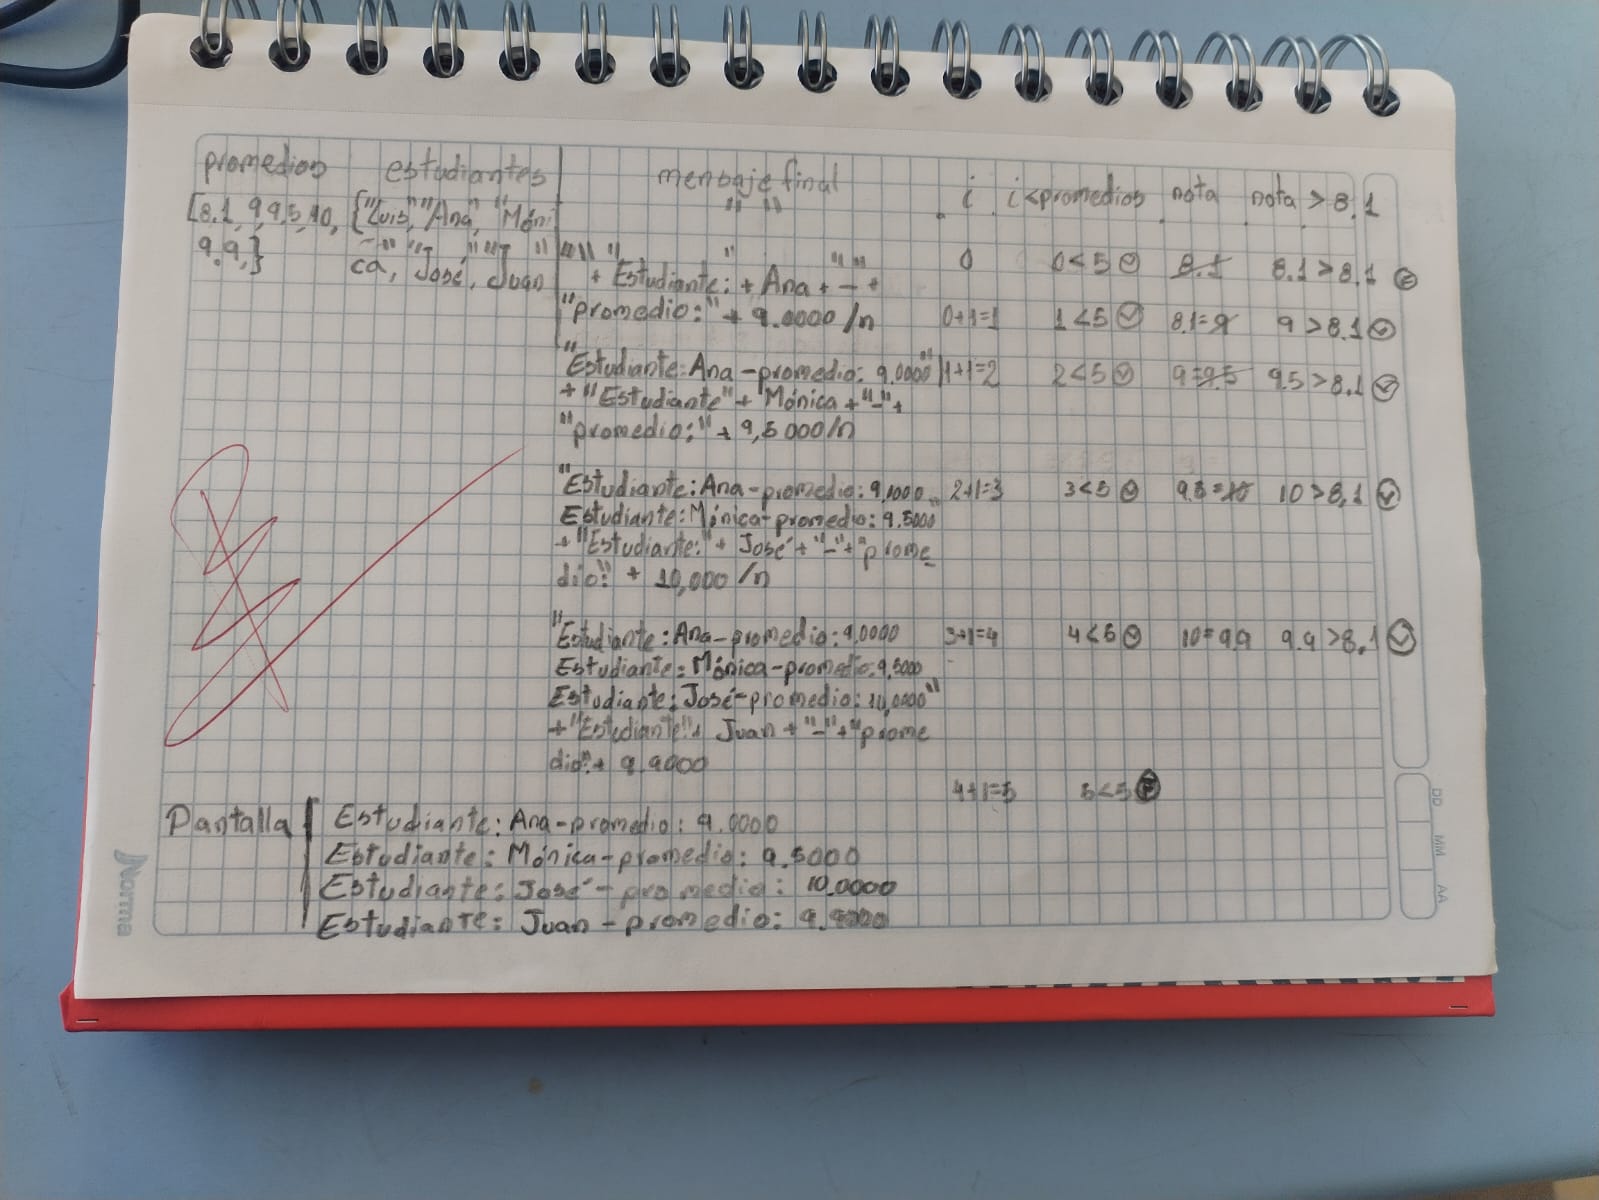 promedios estudiantes mensaje final i i<promedios nota nota > 8.1
[8.1, 9, 9.5, 10, 9.9,} {"Luis", "Ana", "Mónica, "José, Juan " "
+ Estudiante: + Ana + - + 0 0<5 8.1 8.1 > 8.1 F
"promedio:" + 9.0000 /n 0+1=1 1<5 V 8.1=9 9 > 8.1 V
"Estudiante: Ana - promedio: 9.0000" 1+1=2 2<5 V 9=9.5 9.5 > 8.1 V
+ "Estudiante" + Mónica + "-" +
"promedio:" + 9,5000/n
"Estudiante: Ana - promedio: 9,0000 2+1=3 3<5 V 9.5=10 10 > 8.1 V
Estudiante: Mónica - promedio: 9.5000"
+ "Estudiante:" + José + "-" + "prome
dio:" + 10,000 /n
"Estudiante: Ana - promedio: 9,0000 3+1=4 4<5 V 10=9.9 9.9 > 8.1 V
Estudiante: Mónica - promedio: 9,5000
Estudiante: José - promedio: 10,0000"
+ "Estudiante" + Juan + "-" + "prome
dio" + 9.9000
4+1=5 5<5 F
Pantalla Estudiante: Ana - promedio: 9.0000
Estudiante: Mónica - promedio: 9.5000
Estudiante: José - promedio: 10.0000
Estudiante: Juan - promedio: 9.9000
Norma
DD MM AA